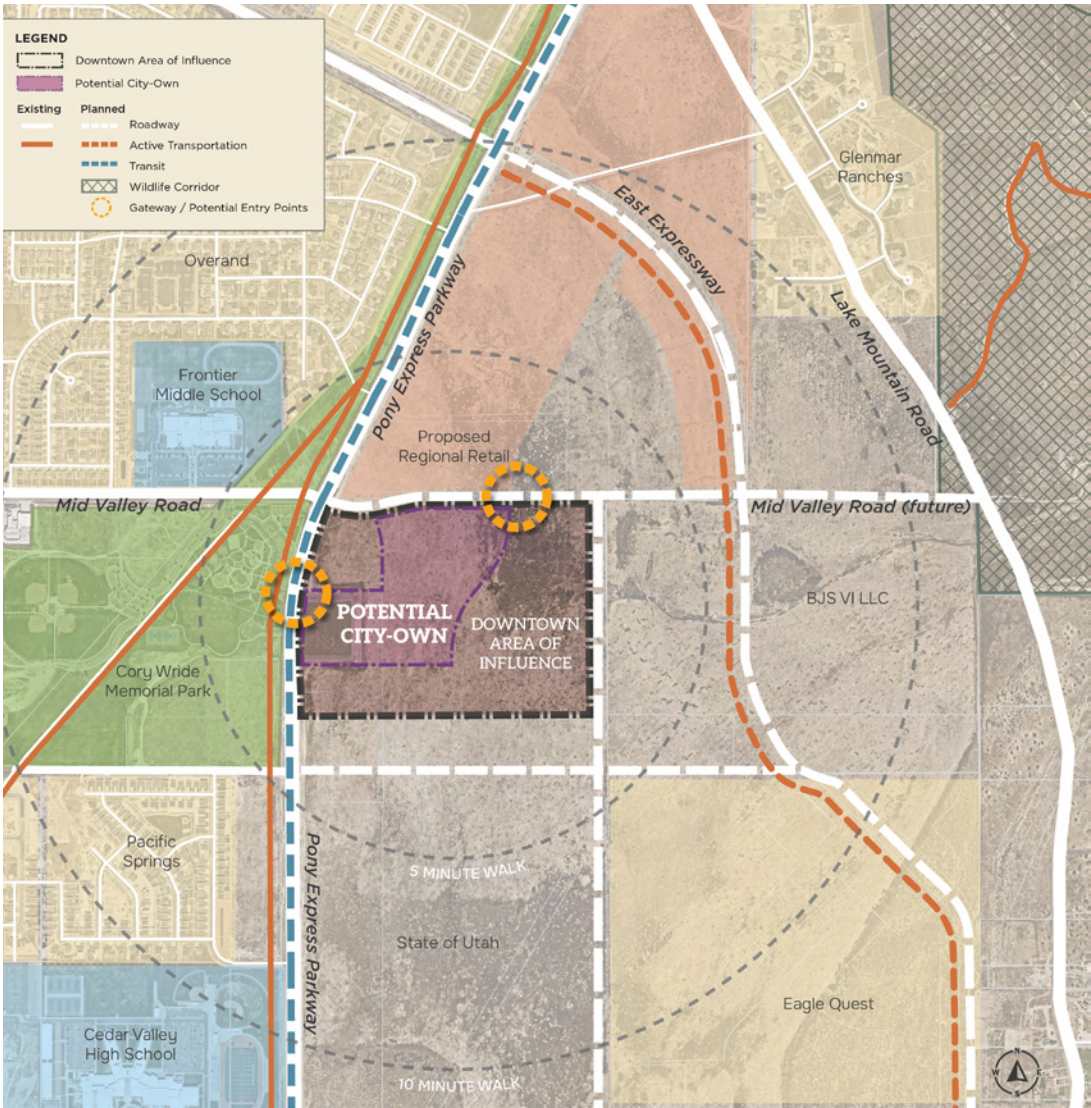 LEGEND
Downtown Area of Influence
Potential City-Own
Existing Planned
Roadway
Active Transportation
Transit
Wildlife Corridor
Gateway / Potential Entry Points
Glenmar
Ranches
East Expressway
Overand
Pony Express Parkway
Lake Mountain Road
Frontier
Middle School
Proposed
Regional Retail
Mid Valley Road
Mid Valley Road (future)
POTENTIAL
CITY-OWN
DOWNTOWN
AREA OF
INFLUENCE
BJS VI LLC
Cory Wride
Memorial Park
Pacific
Springs
Pony Express Parkway
5 MINUTE WALK
State of Utah
Eagle Quest
Cedar Valley
High School
10 MINUTE WALK
N
W E
S